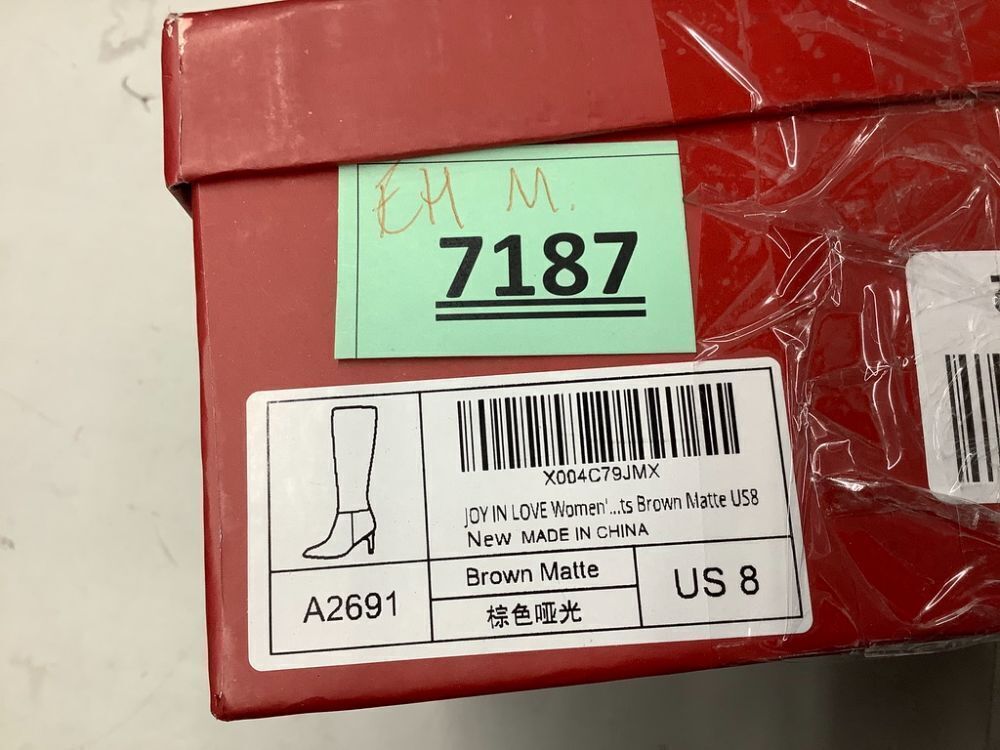 EH M.
7187
X004C79JMX
JOY IN LOVE Women'...ts Brown Matte US8
New MADE IN CHINA
A2691
Brown Matte
棕色哑光
US 8